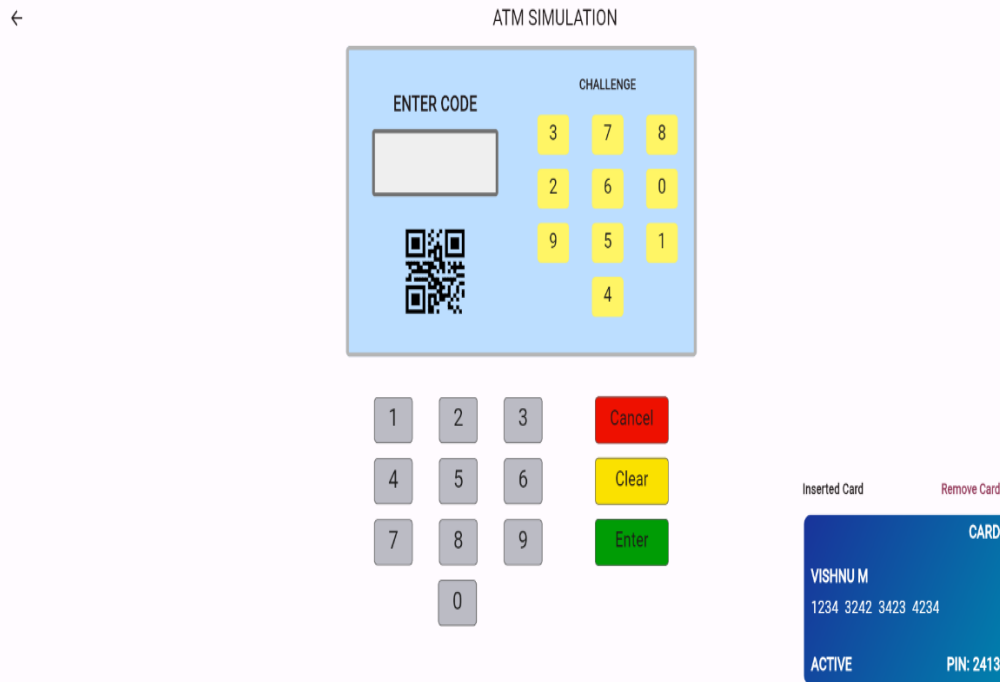 ATM SIMULATION
ENTER CODE
CHALLENGE
3 7 8
2 6 0
9 5 1
4
1 2 3 Cancel
4 5 6 Clear
7 8 9 Enter
0
Inserted Card Remove Card
CARD
VISHNU M
1234 3242 3423 4234
ACTIVE PIN: 2413